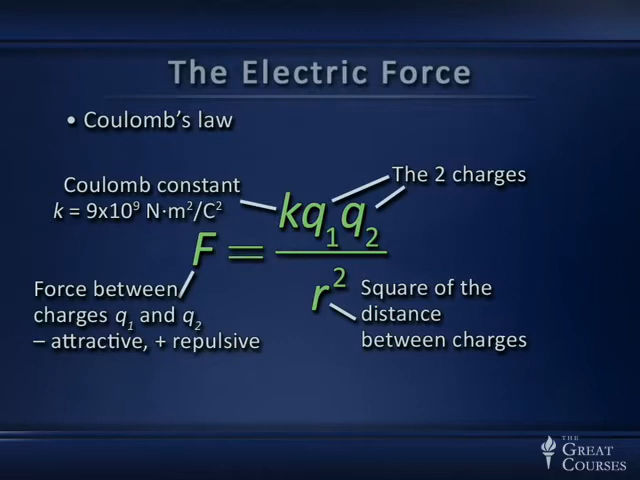 The Electric Force
• Coulomb's law
Coulomb constant
k = 9x10⁹ N·m²/C²
The 2 charges
F = kq₁q₂
r²
Force between
charges q₁ and q₂
– attractive, + repulsive
Square of the
distance
between charges
THE
GREAT
COURSES